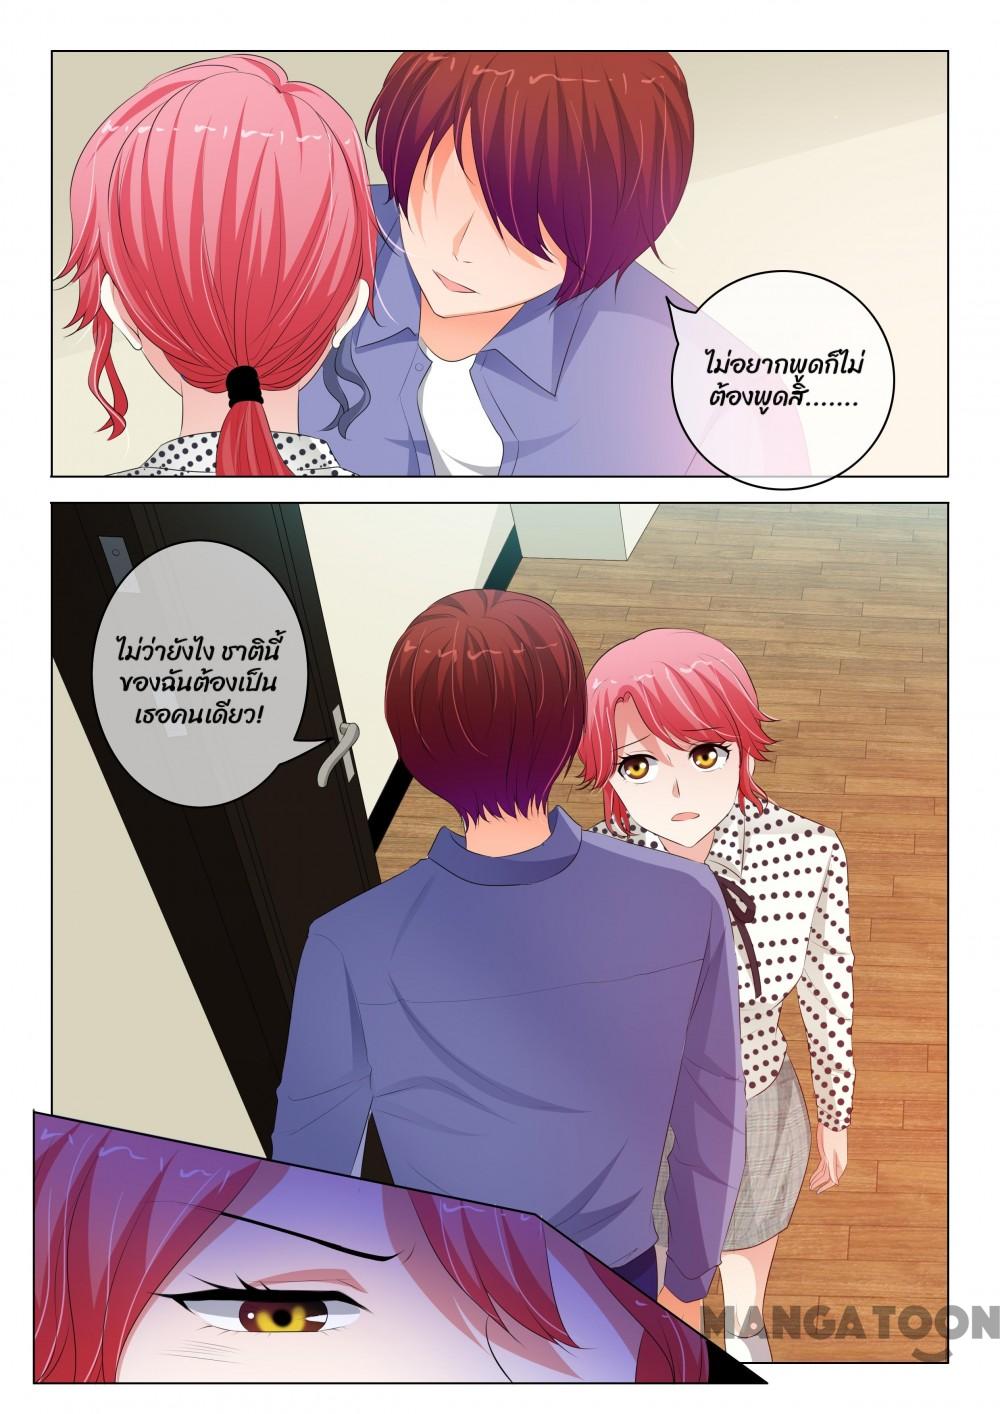 ไม่อยากพูดก็ไม่
ต้องพูดสิ.......
ไม่ว่ายังไง ชาตินี้
ของฉันต้องเป็น
เธอคนเดียว!
MANGATOON